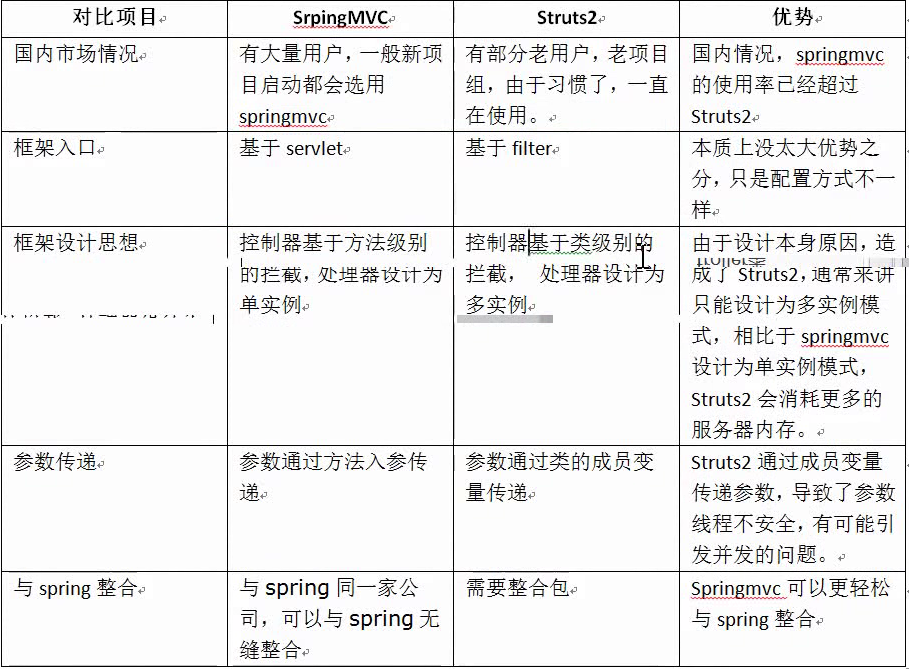 对比项目 SrpingMVC Struts2 优势
国内市场情况
有大量用户，一般新项
目启动都会选用
springmvc
有部分老用户，老项目
组，由于习惯了，一直
在使用。
国内情况，springmvc
的使用率已经超过
Struts2
框架入口
基于 servlet
基于 filter
本质上没太大优势之
分，只是配置方式不一
样
框架设计思想
控制器基于方法级别
的拦截，处理器设计为
单实例
控制器基于类级别的
拦截， 处理器设计为
多实例
由于设计本身原因，造
成了 Struts2，通常来讲
只能设计为多实例模
式，相比于 springmvc
设计为单实例模式，
Struts2 会消耗更多的
服务器内存。
参数传递
参数通过方法入参传
递
参数通过类的成员变
量传递
Struts2 通过成员变量
传递参数，导致了参数
线程不安全，有可能引
发并发的问题。
与 spring 整合
与 spring 同一家公
司，可以与 spring 无
缝整合
需要整合包
Springmvc 可以更轻松
与 spring 整合